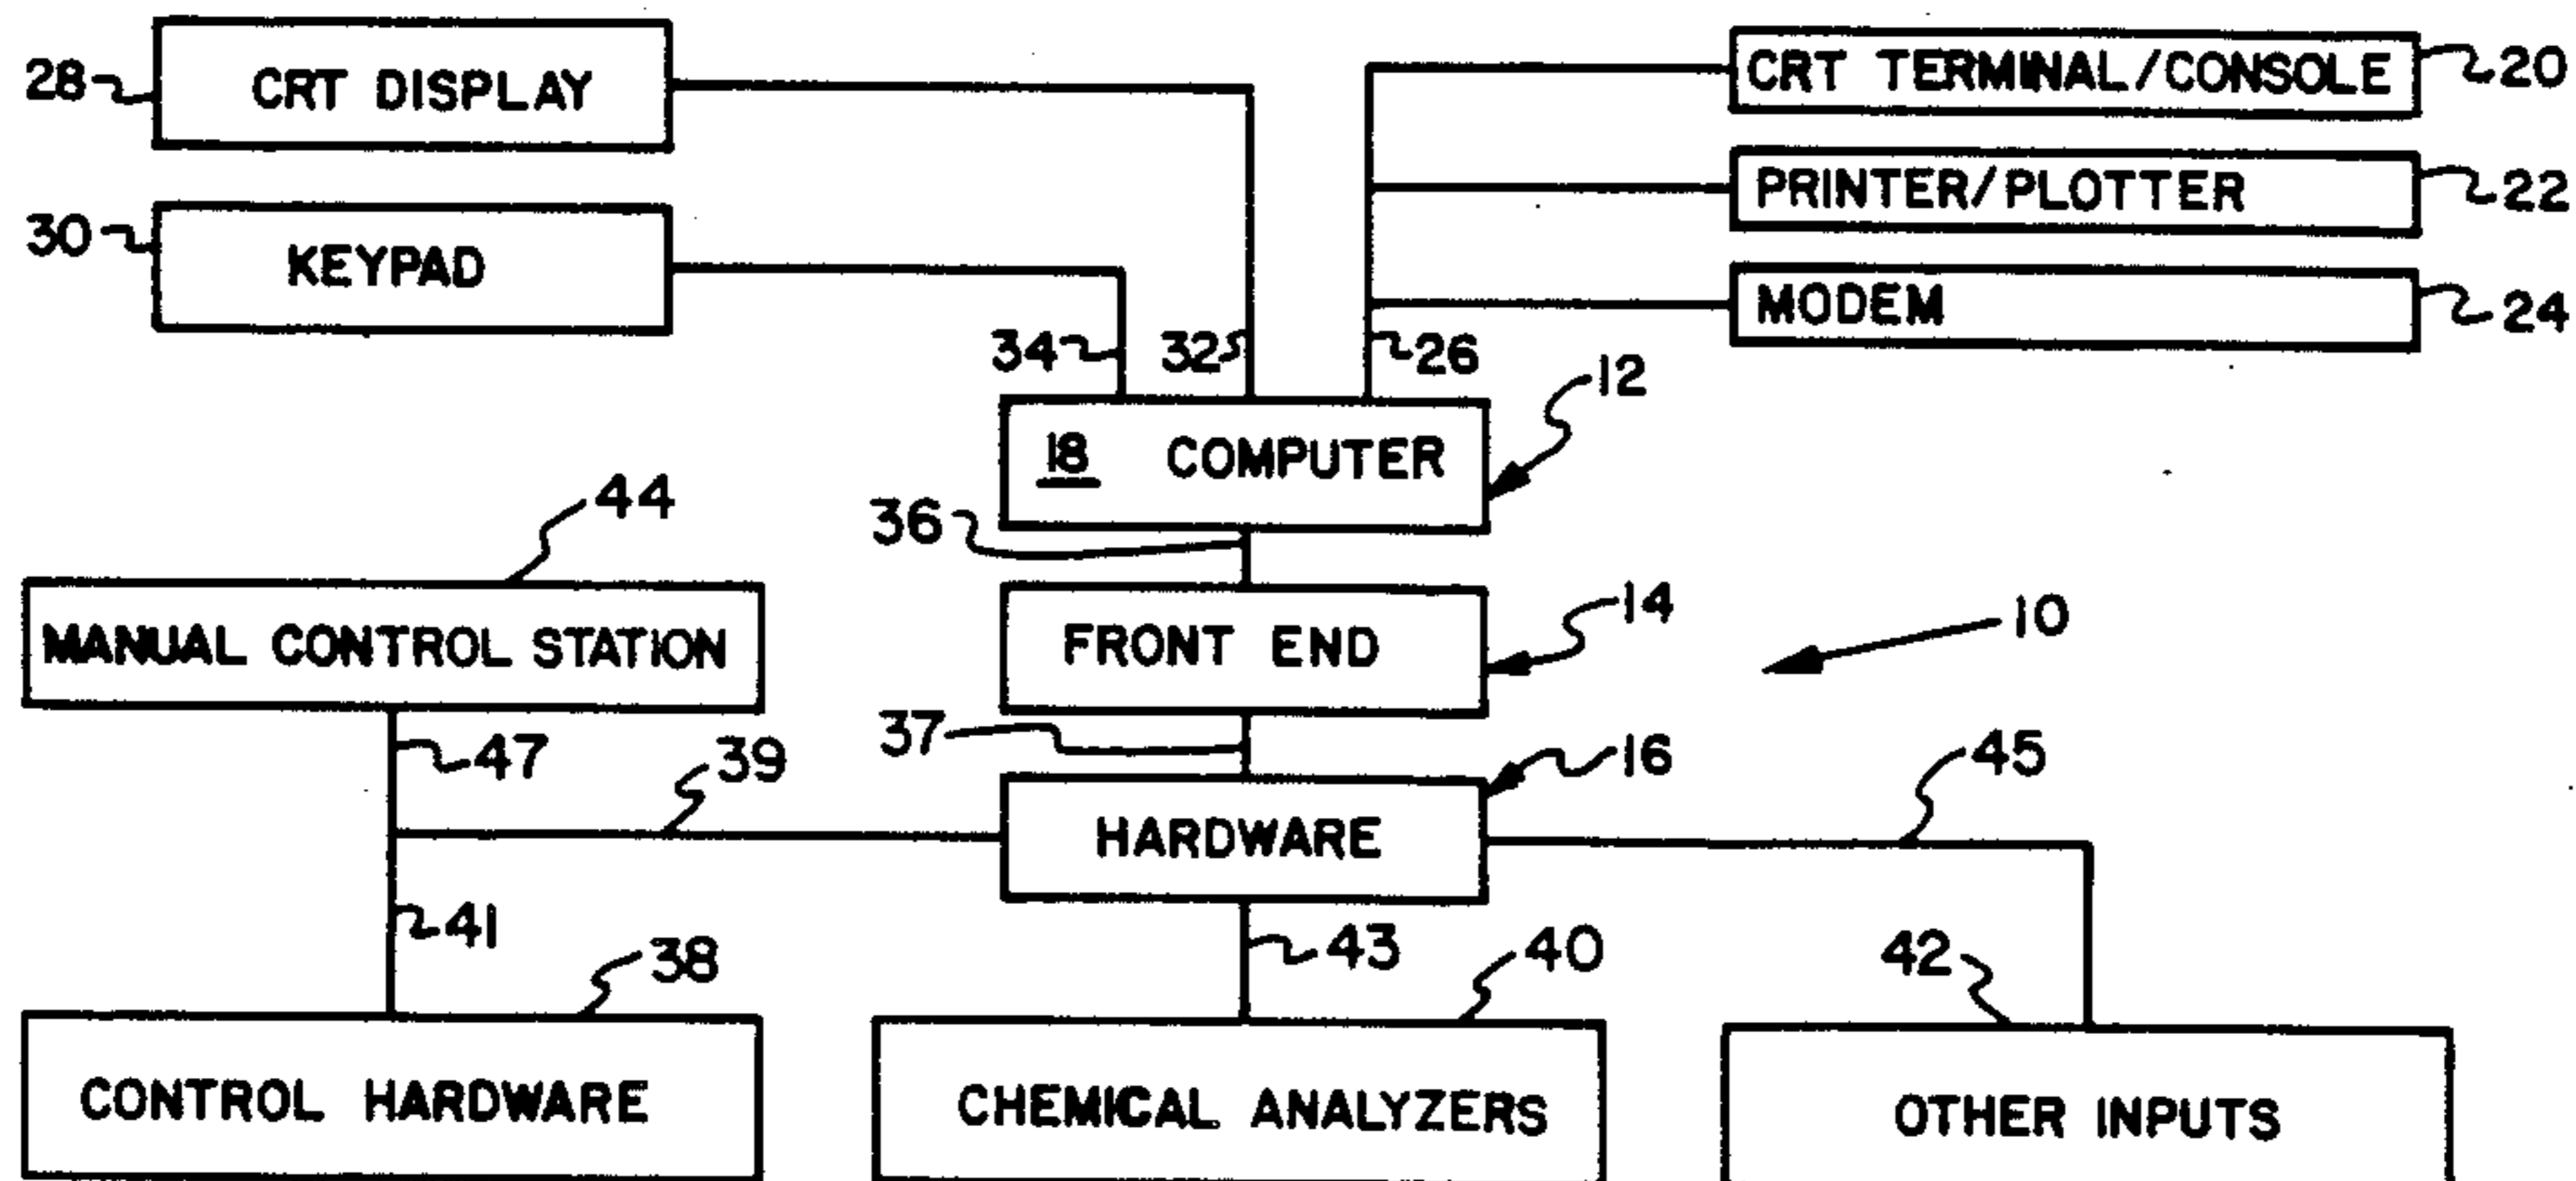 28 CRT DISPLAY
CRT TERMINAL/CONSOLE 20
PRINTER/PLOTTER 22
30 KEYPAD
MODEM 24
34 32 26
12
18 COMPUTER
44
36
MANUAL CONTROL STATION
FRONT END 14
10
47 39 37
16 45
HARDWARE
41 38 43 40 42
CONTROL HARDWARE
CHEMICAL ANALYZERS
OTHER INPUTS